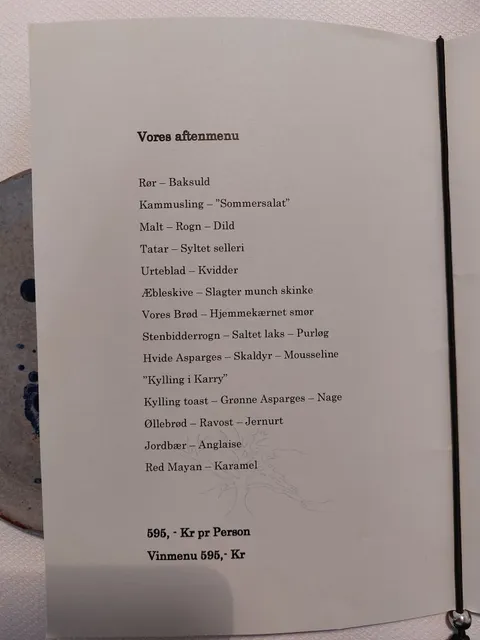 Vores aftenmenu
Rør – Baksuld
Kammusling – "Sommersalat"
Malt – Rogn – Dild
Tatar – Syltet selleri
Urteblad – Kvidder
Æbleskive – Slagter munch skinke
Vores Brød – Hjemmekærnet smør
Stenbidderrogn – Saltet laks – Purløg
Hvide Asparges – Skaldyr – Mousseline
"Kylling i Karry"
Kylling toast – Grønne Asparges – Nage
Øllebrød – Ravost – Jernurt
Jordbær – Anglaise
Red Mayan – Karamel
595, - Kr pr Person
Vinmenu 595,- Kr